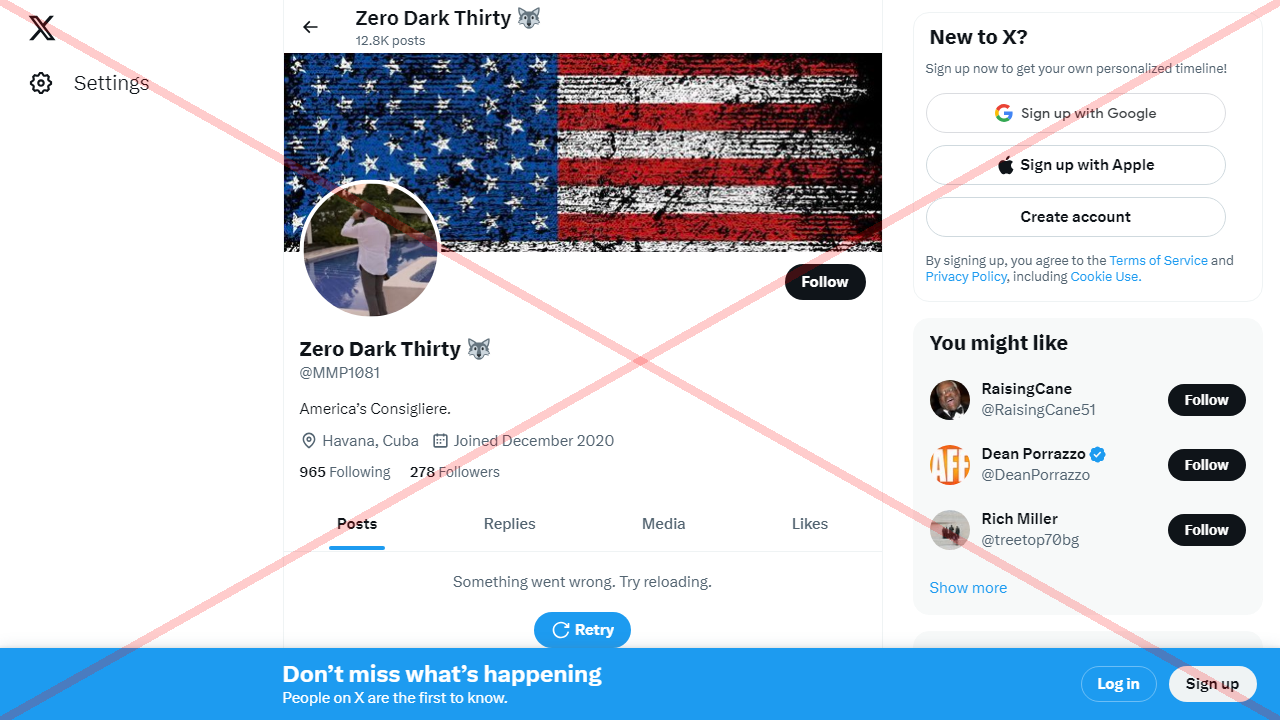 Settings
Zero Dark Thirty 🐺
12.8K posts
Follow
Zero Dark Thirty 🐺
@MMP1081
America’s Consigliere.
Havana, Cuba Joined December 2020
965 Following 278 Followers
Posts Replies Media Likes
Something went wrong. Try reloading.
Retry
New to X?
Sign up now to get your own personalized timeline!
Sign up with Google
Sign up with Apple
Create account
By signing up, you agree to the Terms of Service and
Privacy Policy, including Cookie Use.
You might like
RaisingCane
@RaisingCane51
Follow
AFF
Dean Porrazzo
@DeanPorrazzo
Follow
Rich Miller
@treetop70bg
Follow
Show more
Don’t miss what’s happening
People on X are the first to know.
Log in
Sign up